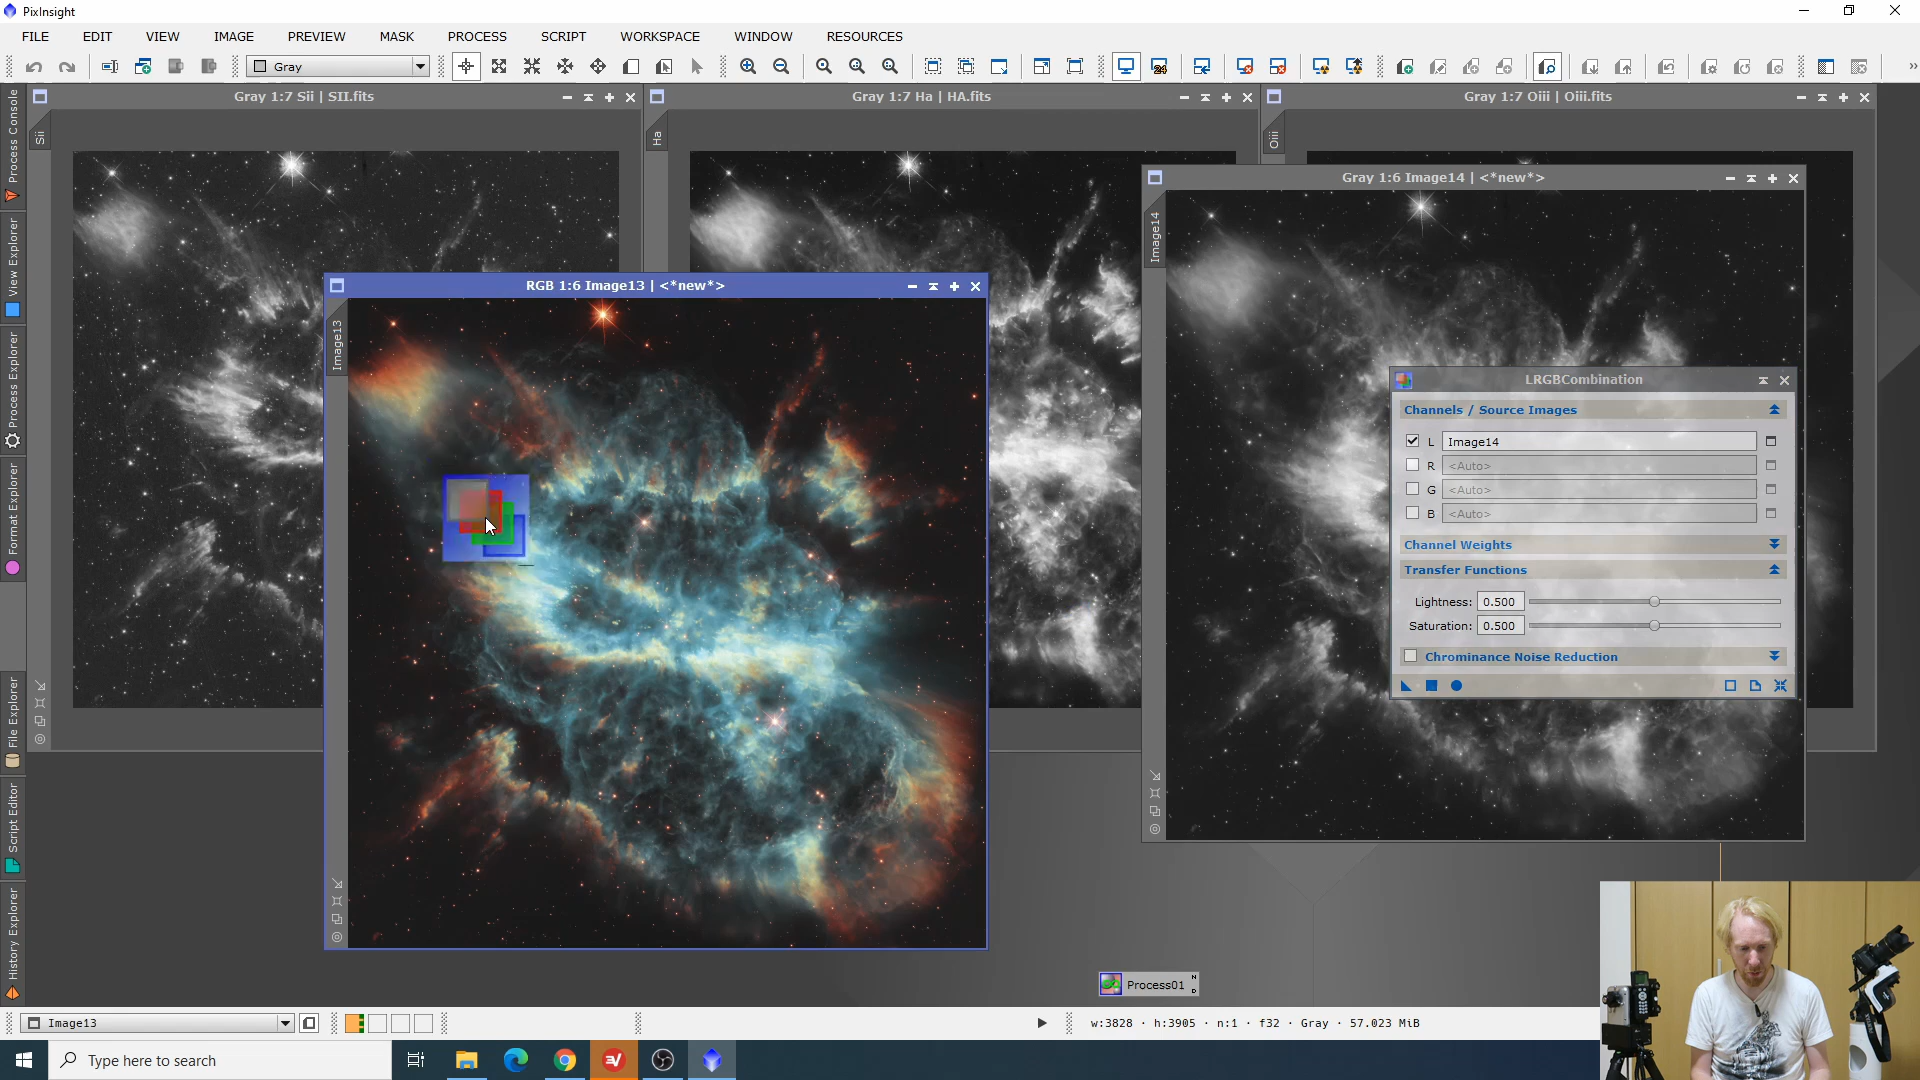 PixInsight
FILE EDIT VIEW IMAGE PREVIEW MASK PROCESS SCRIPT WORKSPACE WINDOW RESOURCES
Gray
24
Gray 1:7 Sii | SII.fits
Gray 1:7 Ha | HA.fits
Gray 1:7 Oiii | Oiii.fits
Process Console
View Explorer
Process Explorer
Format Explorer
File Explorer
Script Editor
History Explorer
Sii
Ha
Oiii
Gray 1:6 Image14 | <*new*>
Image14
RGB 1:6 Image13 | <*new*>
Image13
LRGBCombination
Channels / Source Images
L Image14
R <Auto>
G <Auto>
B <Auto>
Channel Weights
Transfer Functions
Lightness: 0.500
Saturation: 0.500
Chrominance Noise Reduction
Process01
N
D
Image13
w:3828 · h:3905 · n:1 · f32 · Gray · 57.023 MiB
Type here to search